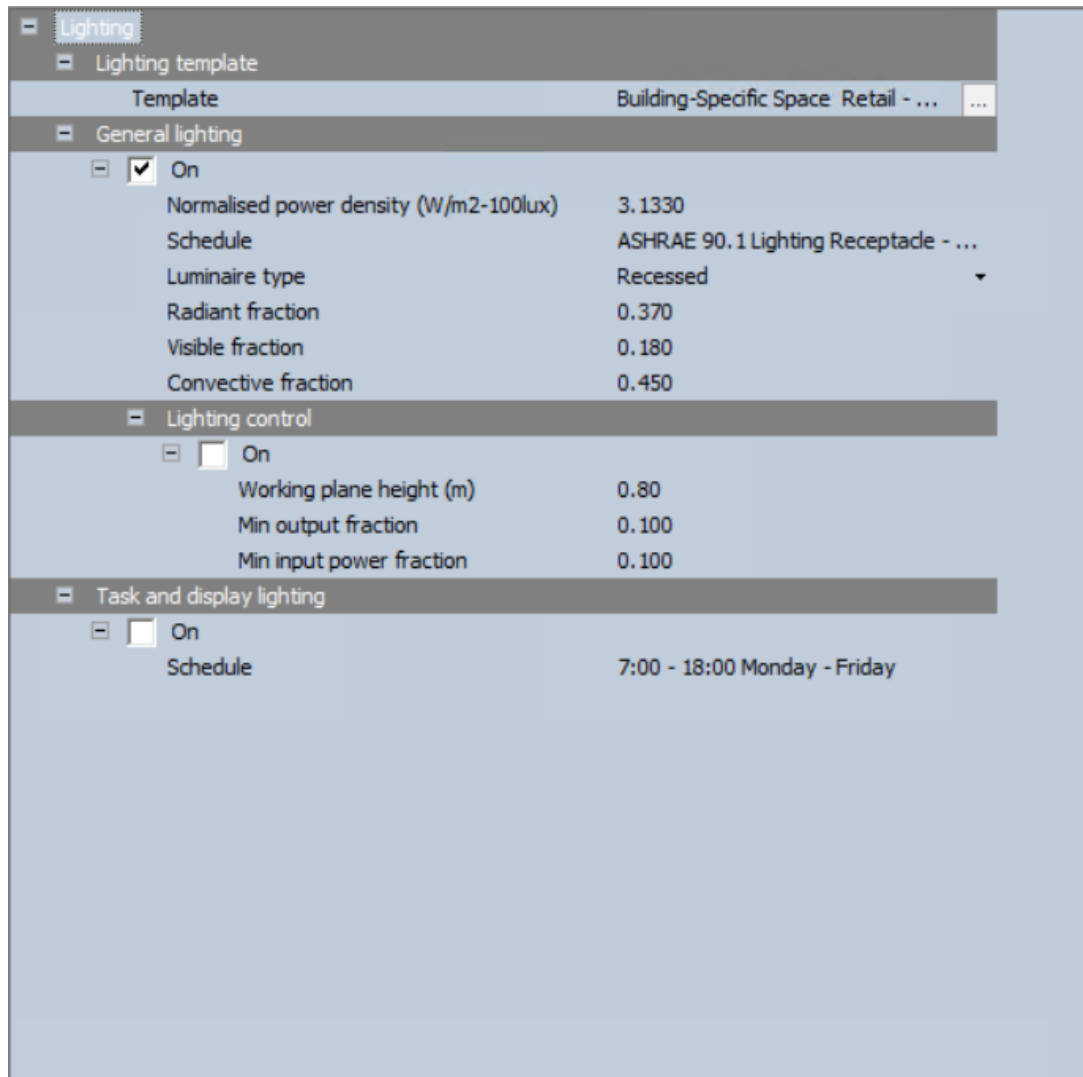 Lighting
Lighting template
Template Building-Specific Space Retail - ... ...
General lighting
On
Normalised power density (W/m2-100lux) 3.1330
Schedule ASHRAE 90.1 Lighting Receptacle - ...
Luminaire type Recessed
Radiant fraction 0.370
Visible fraction 0.180
Convective fraction 0.450
Lighting control
On
Working plane height (m) 0.80
Min output fraction 0.100
Min input power fraction 0.100
Task and display lighting
On
Schedule 7:00 - 18:00 Monday - Friday